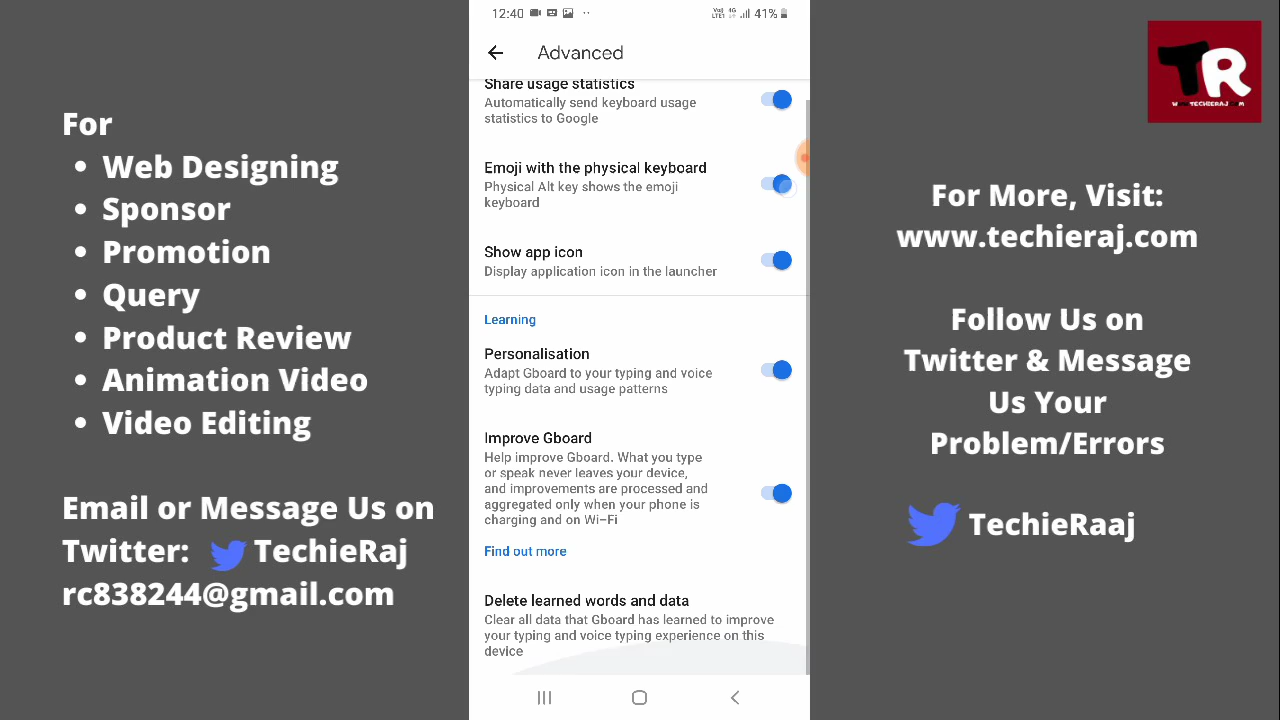 For
• Web Designing
• Sponsor
• Promotion
• Query
• Product Review
• Animation Video
• Video Editing
Email or Message Us on
Twitter: TechieRaj
rc838244@gmail.com
12:40
41%
Advanced
Share usage statistics
Automatically send keyboard usage
statistics to Google
Emoji with the physical keyboard
Physical Alt key shows the emoji
keyboard
Show app icon
Display application icon in the launcher
Learning
Personalisation
Adapt Gboard to your typing and voice
typing data and usage patterns
Improve Gboard
Help improve Gboard. What you type
or speak never leaves your device,
and improvements are processed and
aggregated only when your phone is
charging and on Wi–Fi
Find out more
Delete learned words and data
Clear all data that Gboard has learned to improve
your typing and voice typing experience on this
device
TR
For More, Visit:
www.techieraj.com
Follow Us on
Twitter & Message
Us Your
Problem/Errors
TechieRaaj